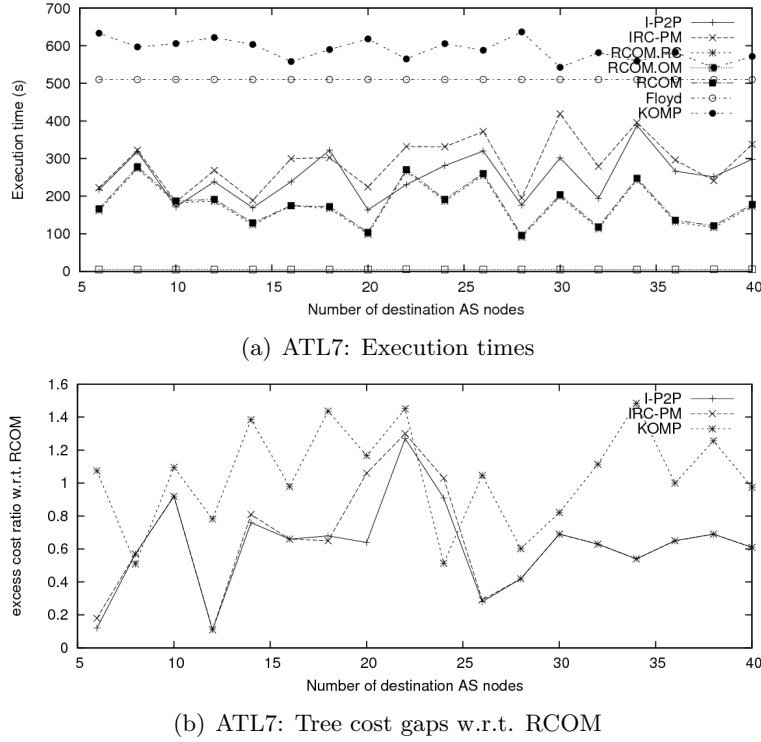 700
600
500
400
300
200
100
0
Execution time (s)
I-P2P
IRC-PM
RCOM.RC
RCOM.OM
RCOM
Floyd
KOMP
5 10 15 20 25 30 35 40
Number of destination AS nodes
(a) ATL7: Execution times
1.6
1.4
1.2
1
0.8
0.6
0.4
0.2
0
excess cost ratio w.r.t. RCOM
I-P2P
IRC-PM
KOMP
5 10 15 20 25 30 35 40
Number of destination AS nodes
(b) ATL7: Tree cost gaps w.r.t. RCOM